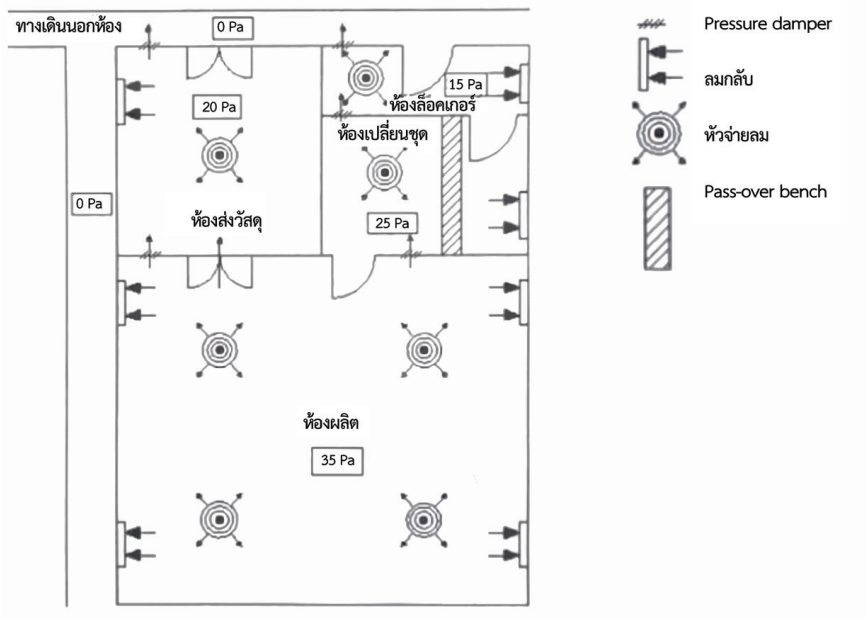 ทางเดินนอกห้อง
0 Pa
Pressure damper
ลมกลับ
15 Pa
20 Pa
ห้องล็อคเกอร์
ห้องเปลี่ยนชุด
หัวจ่ายลม
Pass-over bench
0 Pa
ห้องส่งวัสดุ
25 Pa
ห้องผลิต
35 Pa